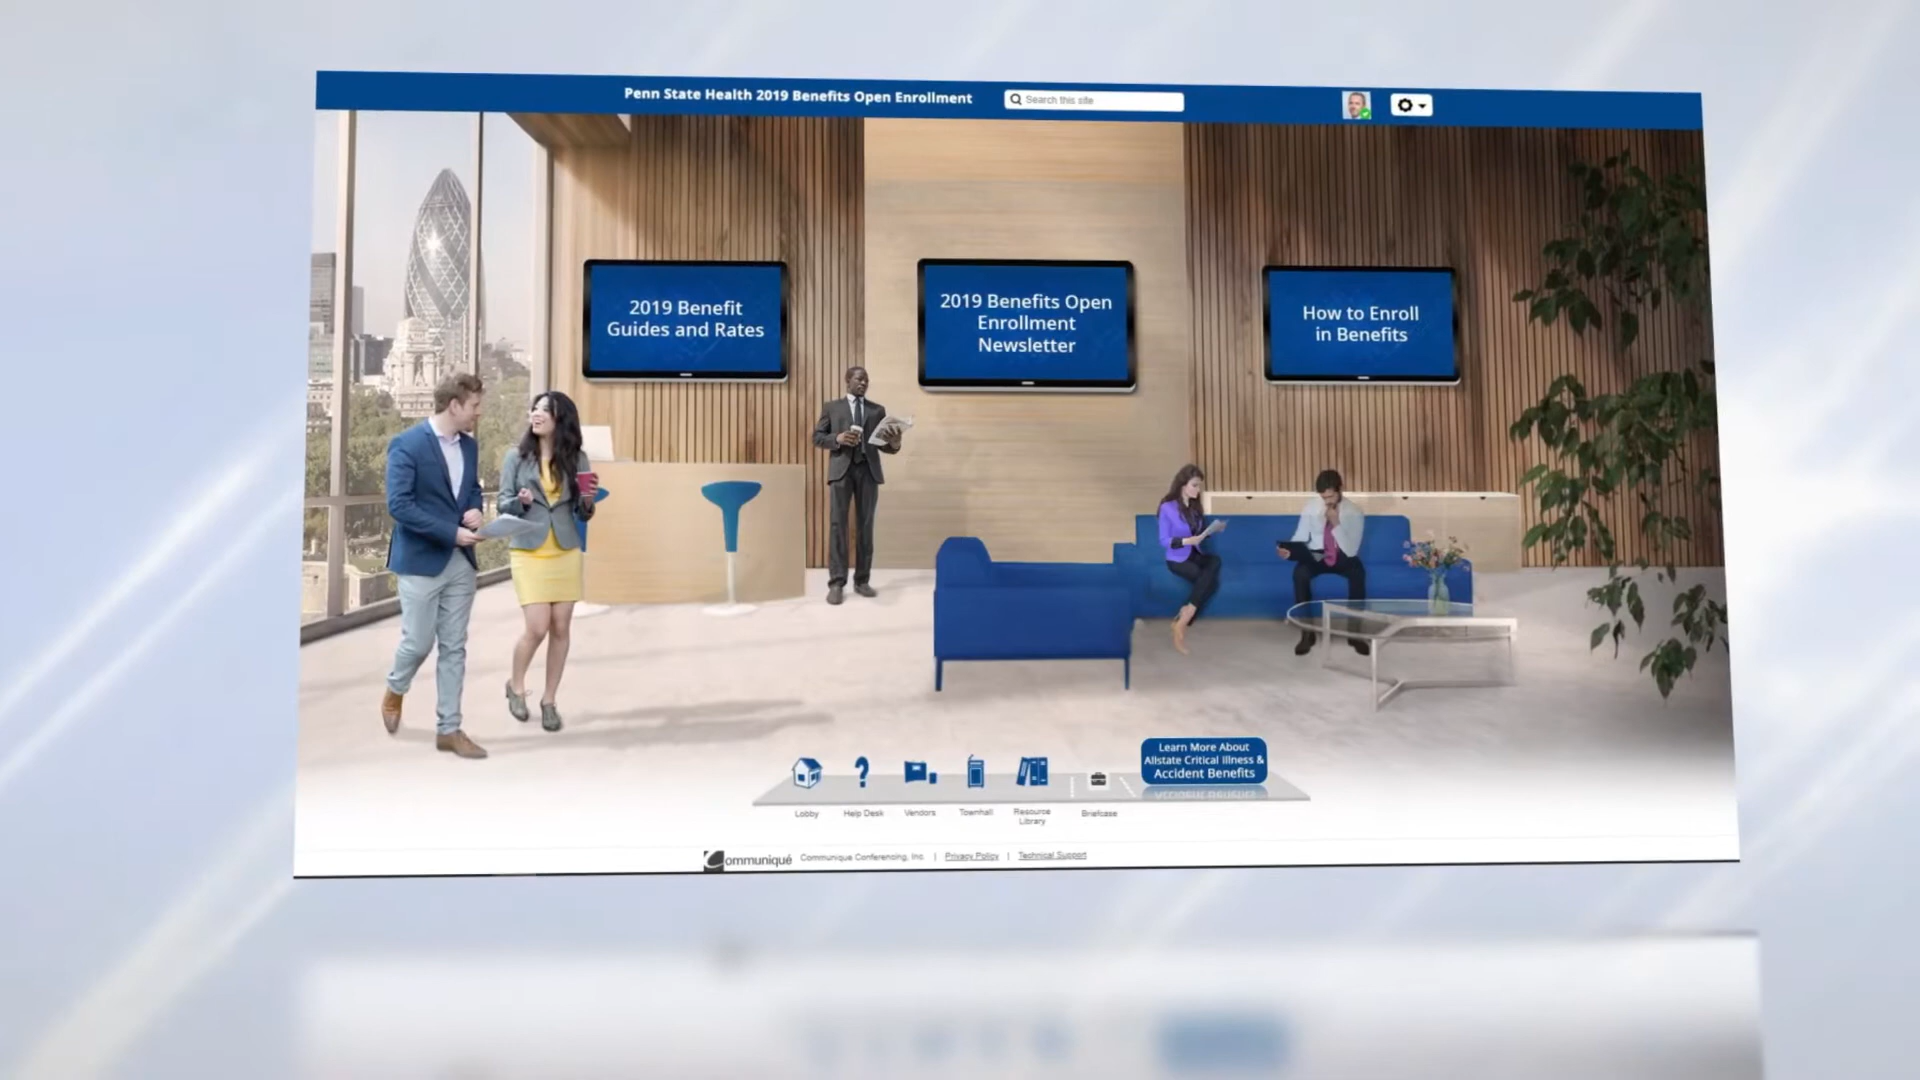 Penn State Health 2019 Benefits Open Enrollment
Search this site
2019 Benefit
Guides and Rates
2019 Benefits Open
Enrollment
Newsletter
How to Enroll
in Benefits
Learn More About
Allstate Critical Illness &
Accident Benefits
Lobby
Help Desk
Vendors
Townhall
Resource
Library
Briefcase
Communiqué
Communique Conferencing, Inc. | Privacy Policy | Technical Support